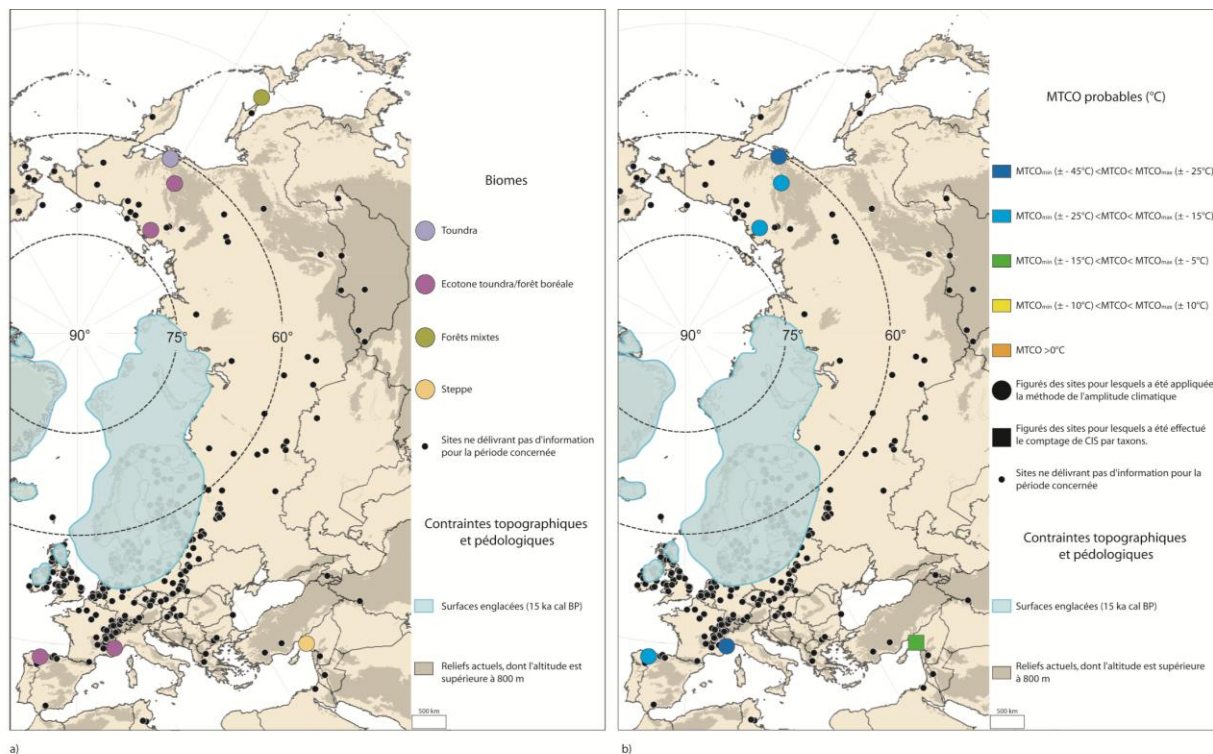 90°
75°
60°
Biomes
Toundra
Ecotone toundra/forêt boréale
Forêts mixtes
Steppe
Sites ne délivrant pas d'information
pour la période concernée
Contraintes topographiques
et pédologiques
Surfaces englacées (15 ka cal BP)
Reliefs actuels, dont l'altitude est
supérieure à 800 m
500 km
a)
90°
75°
60°
MTCO probables (°C)
MTCOmin (± - 45°C) <MTCO< MTCOmax (± - 25°C)
MTCOmin (± - 25°C) <MTCO< MTCOmax (± - 15°C)
MTCOmin (± - 15°C) <MTCO< MTCOmax (± - 5°C)
MTCOmin (± - 10°C) <MTCO< MTCOmax (± 10°C)
MTCO >0°C
Figurés des sites pour lesquels a été appliquée
la méthode de l'amplitude climatique
Figurés des sites pour lesquels a été effectué
le comptage de CIS par taxons.
Sites ne délivrant pas d'information pour la
période concernée
Contraintes topographiques
et pédologiques
Surfaces englacées (15 ka cal BP)
Reliefs actuels, dont l'altitude est supérieure
à 800 m
500 km
b)